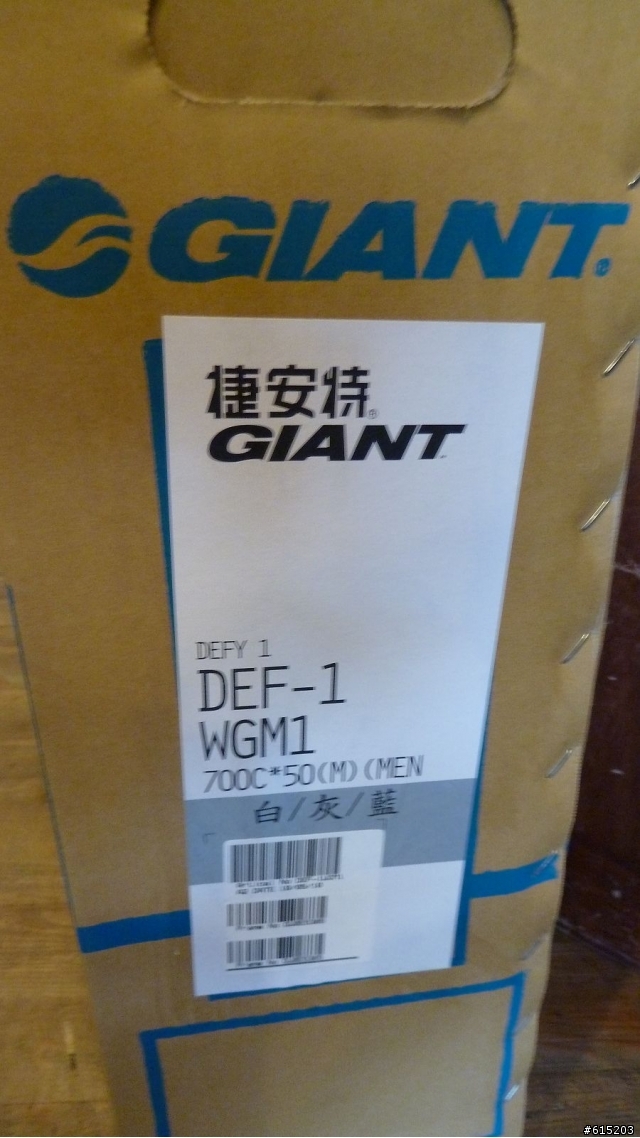 GIANT®
捷安特®
GIANT
DEFY 1
DEF-1
WGM1
700C*50(M)(MEN
白/灰/藍
#615203